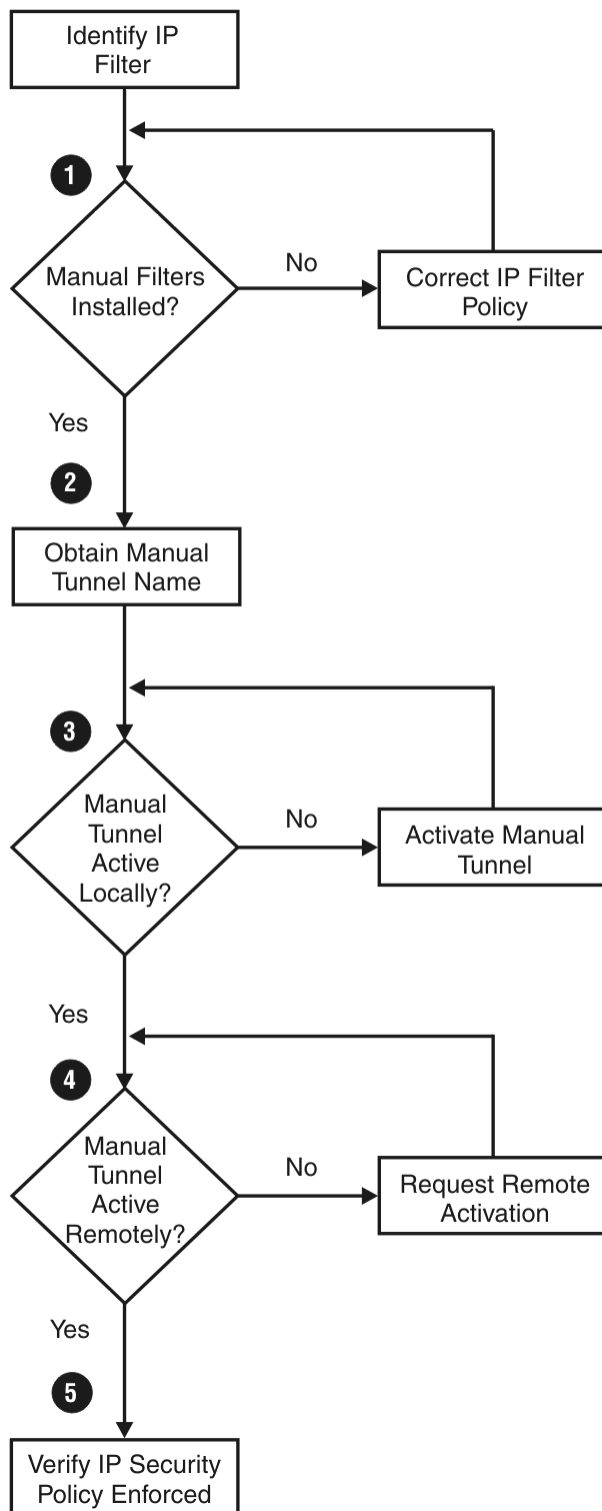 Identify IP
Filter
1
Manual Filters
Installed?
No
Correct IP Filter
Policy
Yes
2
Obtain Manual
Tunnel Name
3
Manual
Tunnel
Active
Locally?
No
Activate Manual
Tunnel
Yes
4
Manual
Tunnel
Active
Remotely?
No
Request Remote
Activation
Yes
5
Verify IP Security
Policy Enforced